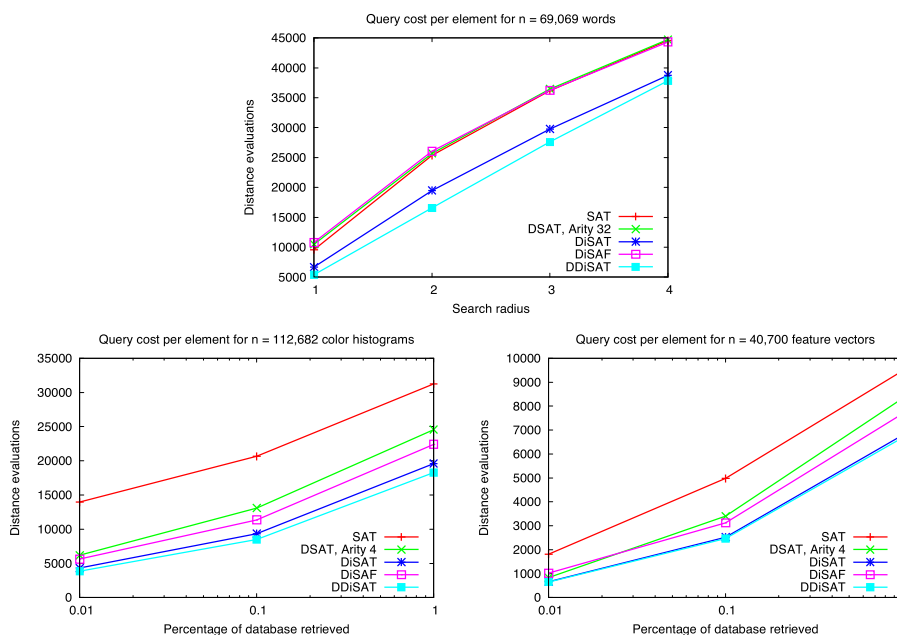 Query cost per element for n = 69,069 words
45000
40000
35000
30000
25000
20000
15000
10000
5000
Distance evaluations
SAT
DSAT, Arity 32
DiSAT
DiSAF
DDiSAT
1 2 3 4
Search radius
Query cost per element for n = 112,682 color histograms
35000
30000
25000
20000
15000
10000
5000
0
Distance evaluations
SAT
DSAT, Arity 4
DiSAT
DiSAF
DDiSAT
0.01 0.1 1
Percentage of database retrieved
Query cost per element for n = 40,700 feature vectors
10000
9000
8000
7000
6000
5000
4000
3000
2000
1000
0
Distance evaluations
SAT
DSAT, Arity 4
DiSAT
DiSAF
DDiSAT
0.01 0.1
Percentage of database retrieved